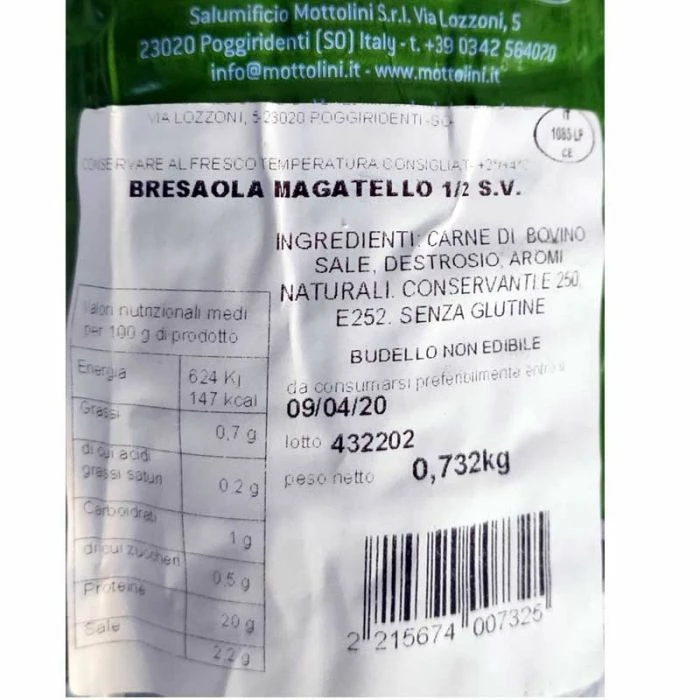 Salumificio Mottolini S.r.l. Via Lozzoni, 5
23020 Poggiridenti (SO) Italy - t. +39 0342 564020
info@mottolini.it - www.mottolini.it
VIA LOZZONI, 5 23020 POGGIRIDENTI -SO-
IT
1085 LP
CE
CONSERVARE AL FRESCO TEMPERATURA CONSIGLIAT
BRESAOLA MAGATELLO 1/2 S.V.
INGREDIENTI: CARNE DI BOVINO
SALE, DESTROSIO, AROMI
NATURALI. CONSERVANTI E 250,
E252. SENZA GLUTINE
BUDELLO NON EDIBILE
da consumarsi preferibilmente entro
09/04/20
lotto 432202
peso netto 0,732kg
Valori nutrizionali medi
per 100 g di prodotto
Energia 624 Kj
147 kcal
Grassi 0,7 g
di cui acidi
grassi saturi 0.2 g
Carboidrati 1 g
di cui zuccheri 0.5 g
Proteine 20 g
Sale 2.2 g
2 215674 007325